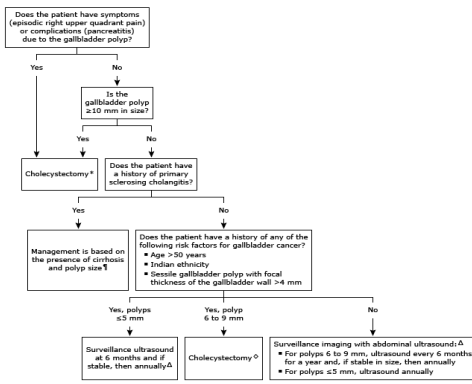 Does the patient have symptoms
(episodic right upper quadrant pain)
or complications (pancreatitis)
due to the gallbladder polyp?
Yes
No
Is the
gallbladder polyp
≥10 mm in size?
Yes
No
Cholecystectomy*
Does the patient have
a history of primary
sclerosing cholangitis?
Yes
No
Management is based on
the presence of cirrhosis
and polyp size¶
Does the patient have a history of any of the
following risk factors for gallbladder cancer?
▪ Age >50 years
▪ Indian ethnicity
▪ Sessile gallbladder polyp with focal
thickness of the gallbladder wall >4 mm
Yes, polyps
≤5 mm
Yes, polyp
6 to 9 mm
No
Surveillance ultrasound
at 6 months and if
stable, then annuallyΔ
Cholecystectomy◇
Surveillance imaging with abdominal ultrasound:Δ
▪ For polyps 6 to 9 mm, ultrasound every 6 months
for a year and, if stable in size, then annually
▪ For polyps ≤5 mm, ultrasound annually